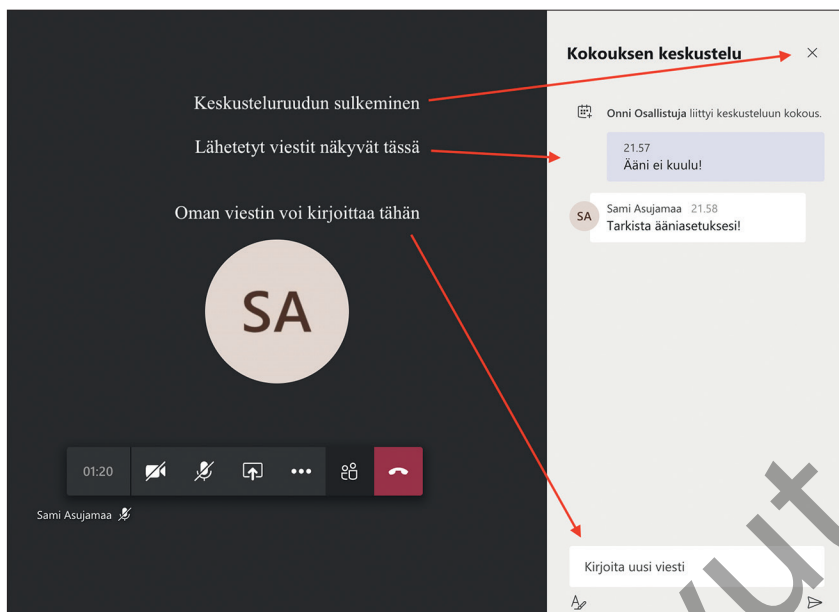 Kokouksen keskustelu
Keskusteluruudun sulkeminen
Onni Osallistuja liittyi keskusteluun kokous.
Lähetetyt viestit näkyvät tässä
21.57
Ääni ei kuulu!
Oman viestin voi kirjoittaa tähän
SA
Sami Asujamaa 21.58
Tarkista ääniasetuksesi!
SA
01:20
Sami Asujamaa
Kirjoita uusi viesti